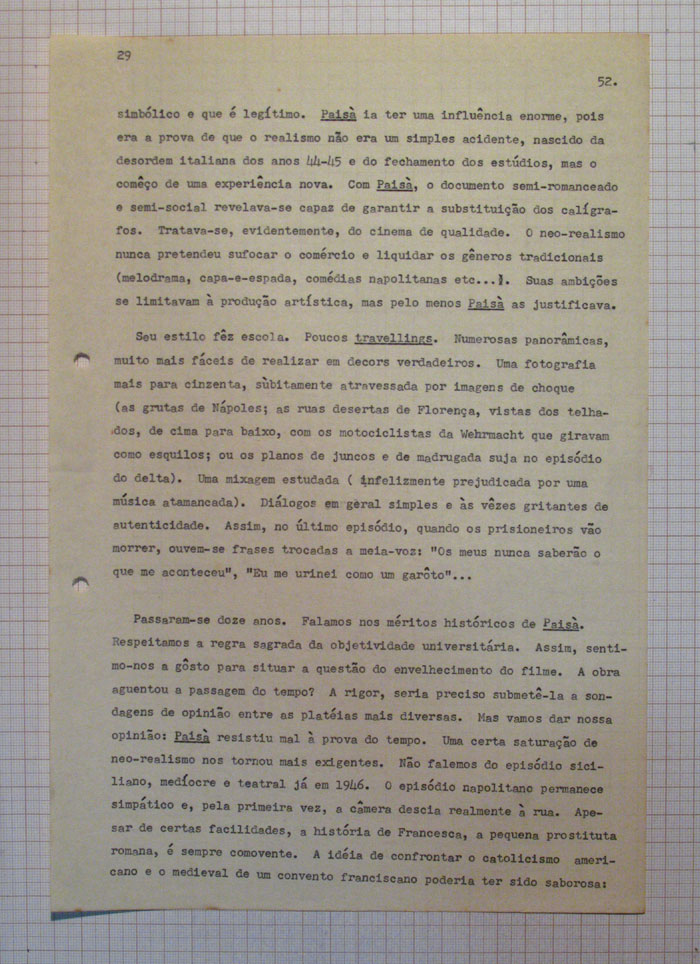 29
52.
simbólico e que é legítimo. Paisà ia ter uma influência enorme, pois
era a prova de que o realismo não era um simples acidente, nascido da
desordem italiana dos anos 44-45 e do fechamento dos estúdios, mas o
comêço de uma experiência nova. Com Paisà, o documento semi-romanceado
e semi-social revelava-se capaz de garantir a substituição dos calígra-
fos. Tratava-se, evidentemente, do cinema de qualidade. O neo-realismo
nunca pretendeu sufocar o comércio e liquidar os gêneros tradicionais
(melodrama, capa-e-espada, comédias napolitanas etc...). Suas ambições
se limitavam à produção artística, mas pelo menos Paisà as justificava.
Seu estilo fêz escola. Poucos travellings. Numerosas panorâmicas,
muito mais fáceis de realizar em decors verdadeiros. Uma fotografia
mais para cinzenta, sùbitamente atravessada por imagens de choque
(as grutas de Nápoles; as ruas desertas de Florença, vistas dos telha-
dos, de cima para baixo, com os motociclistas da Wehrmacht que giravam
como esquilos; ou os planos de juncos e de madrugada suja no episódio
do delta). Uma mixagem estudada ( infelizmente prejudicada por uma
música atamancada). Diálogos em geral simples e às vêzes gritantes de
autenticidade. Assim, no último episódio, quando os prisioneiros vão
morrer, ouvem-se frases trocadas a meia-voz: "Os meus nunca saberão o
que me aconteceu", "Eu me urinei como um garôto"...
Passaram-se doze anos. Falamos nos méritos históricos de Paisà.
Respeitamos a regra sagrada da objetividade universitária. Assim, senti-
mo-nos a gôsto para situar a questão do envelhecimento do filme. A obra
aguentou a passagem do tempo? A rigor, seria preciso submetê-la a son-
dagens de opinião entre as platéias mais diversas. Mas vamos dar nossa
opinião: Paisà resistiu mal à prova do tempo. Uma certa saturação de
neo-realismo nos tornou mais exigentes. Não falemos do episódio sici-
liano, medíocre e teatral já em 1946. O episódio napolitano permanece
simpático e, pela primeira vez, a câmera descia realmente à rua. Ape-
sar de certas facilidades, a história de Francesca, a pequena prostituta
romana, é sempre comovente. A idéia de confrontar o catolicismo ameri-
cano e o medieval de um convento franciscano poderia ter sido saborosa: